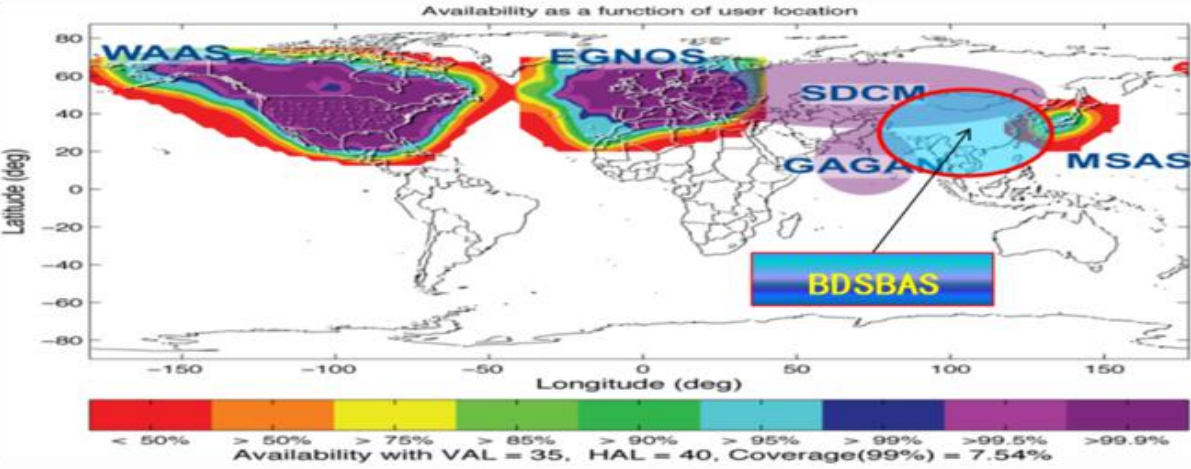 Availability as a function of user location
WAAS
EGNOS
SDCM
GAGAN
MSAS
BDSBAS
Latitude (deg)
80
60
40
20
0
−20
−40
−60
−80
−150
−100
−50
0
50
100
150
Longitude (deg)
< 50%
> 50%
> 75%
> 85%
> 90%
> 95%
> 99%
>99.5%
>99.9%
Availability with VAL = 35, HAL = 40, Coverage(99%) = 7.54%